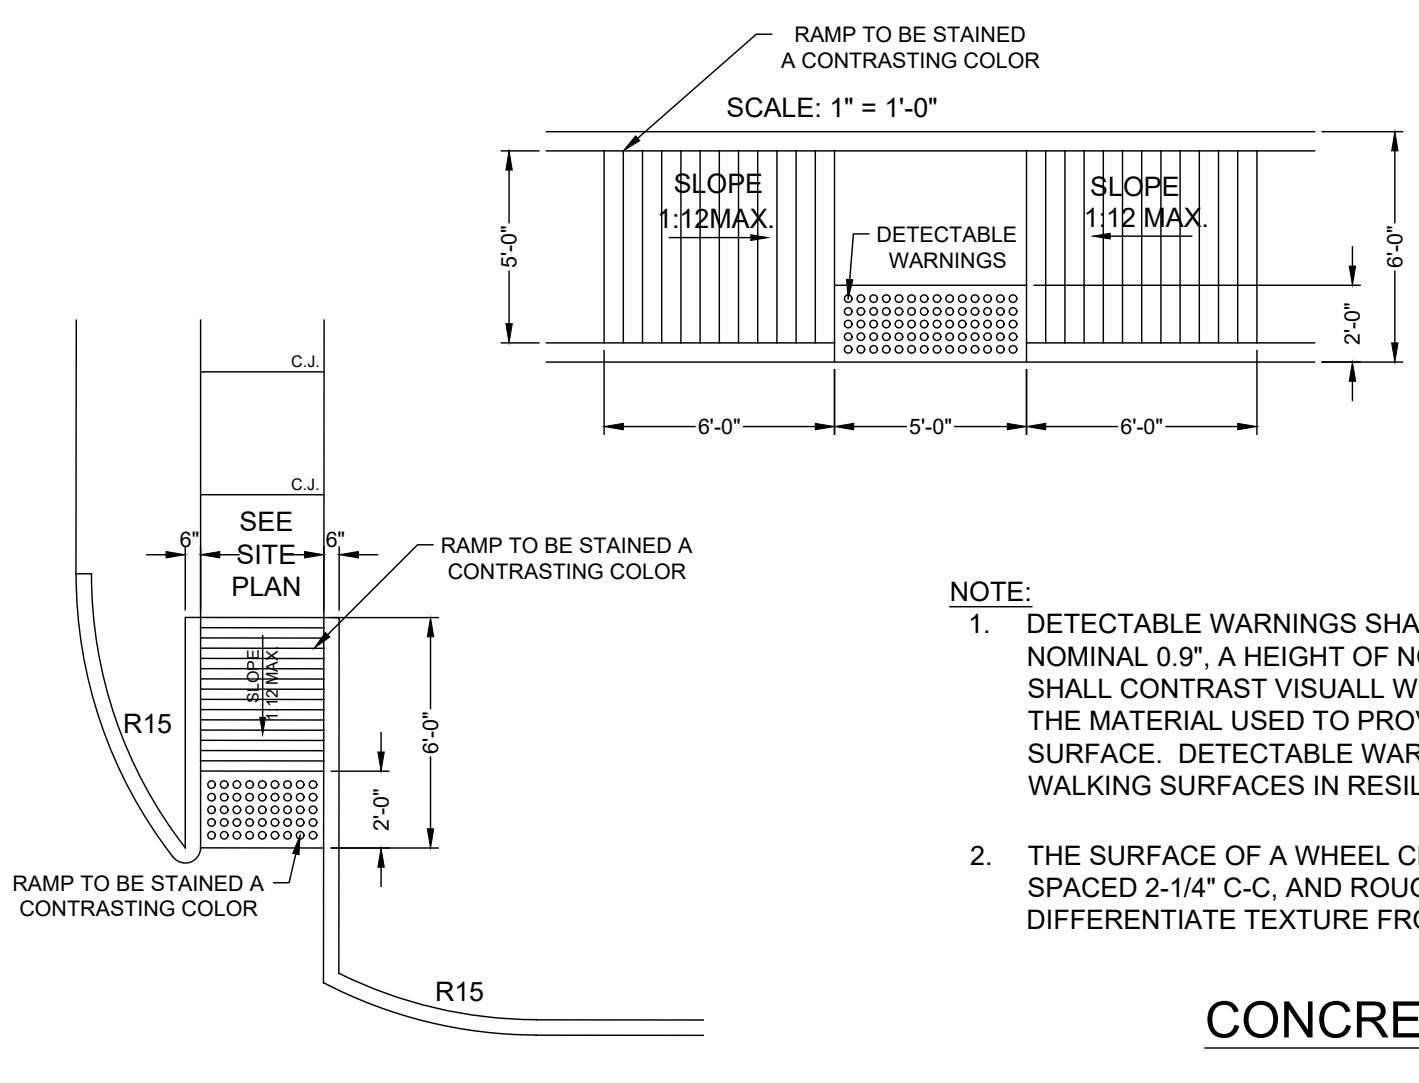 RAMP TO BE STAINED
A CONTRASTING COLOR
SCALE: 1" = 1'-0"
SLOPE
1:12MAX.
SLOPE
1:12 MAX.
DETECTABLE
WARNINGS
5'-0"
6'-0"
2'-0"
6'-0"
5'-0"
6'-0"
C.J.
C.J.
SEE
SITE
PLAN
6"
6"
RAMP TO BE STAINED A
CONTRASTING COLOR
SLOPE
1:12 MAX.
R15
6'-0"
2'-0"
RAMP TO BE STAINED A
CONTRASTING COLOR
R15
NOTE:
1. DETECTABLE WARNINGS SHA
NOMINAL 0.9", A HEIGHT OF NO
SHALL CONTRAST VISUALL W
THE MATERIAL USED TO PROV
SURFACE. DETECTABLE WAR
WALKING SURFACES IN RESIL
2. THE SURFACE OF A WHEEL C
SPACED 2-1/4" C-C, AND ROUG
DIFFERENTIATE TEXTURE FRO
CONCRE